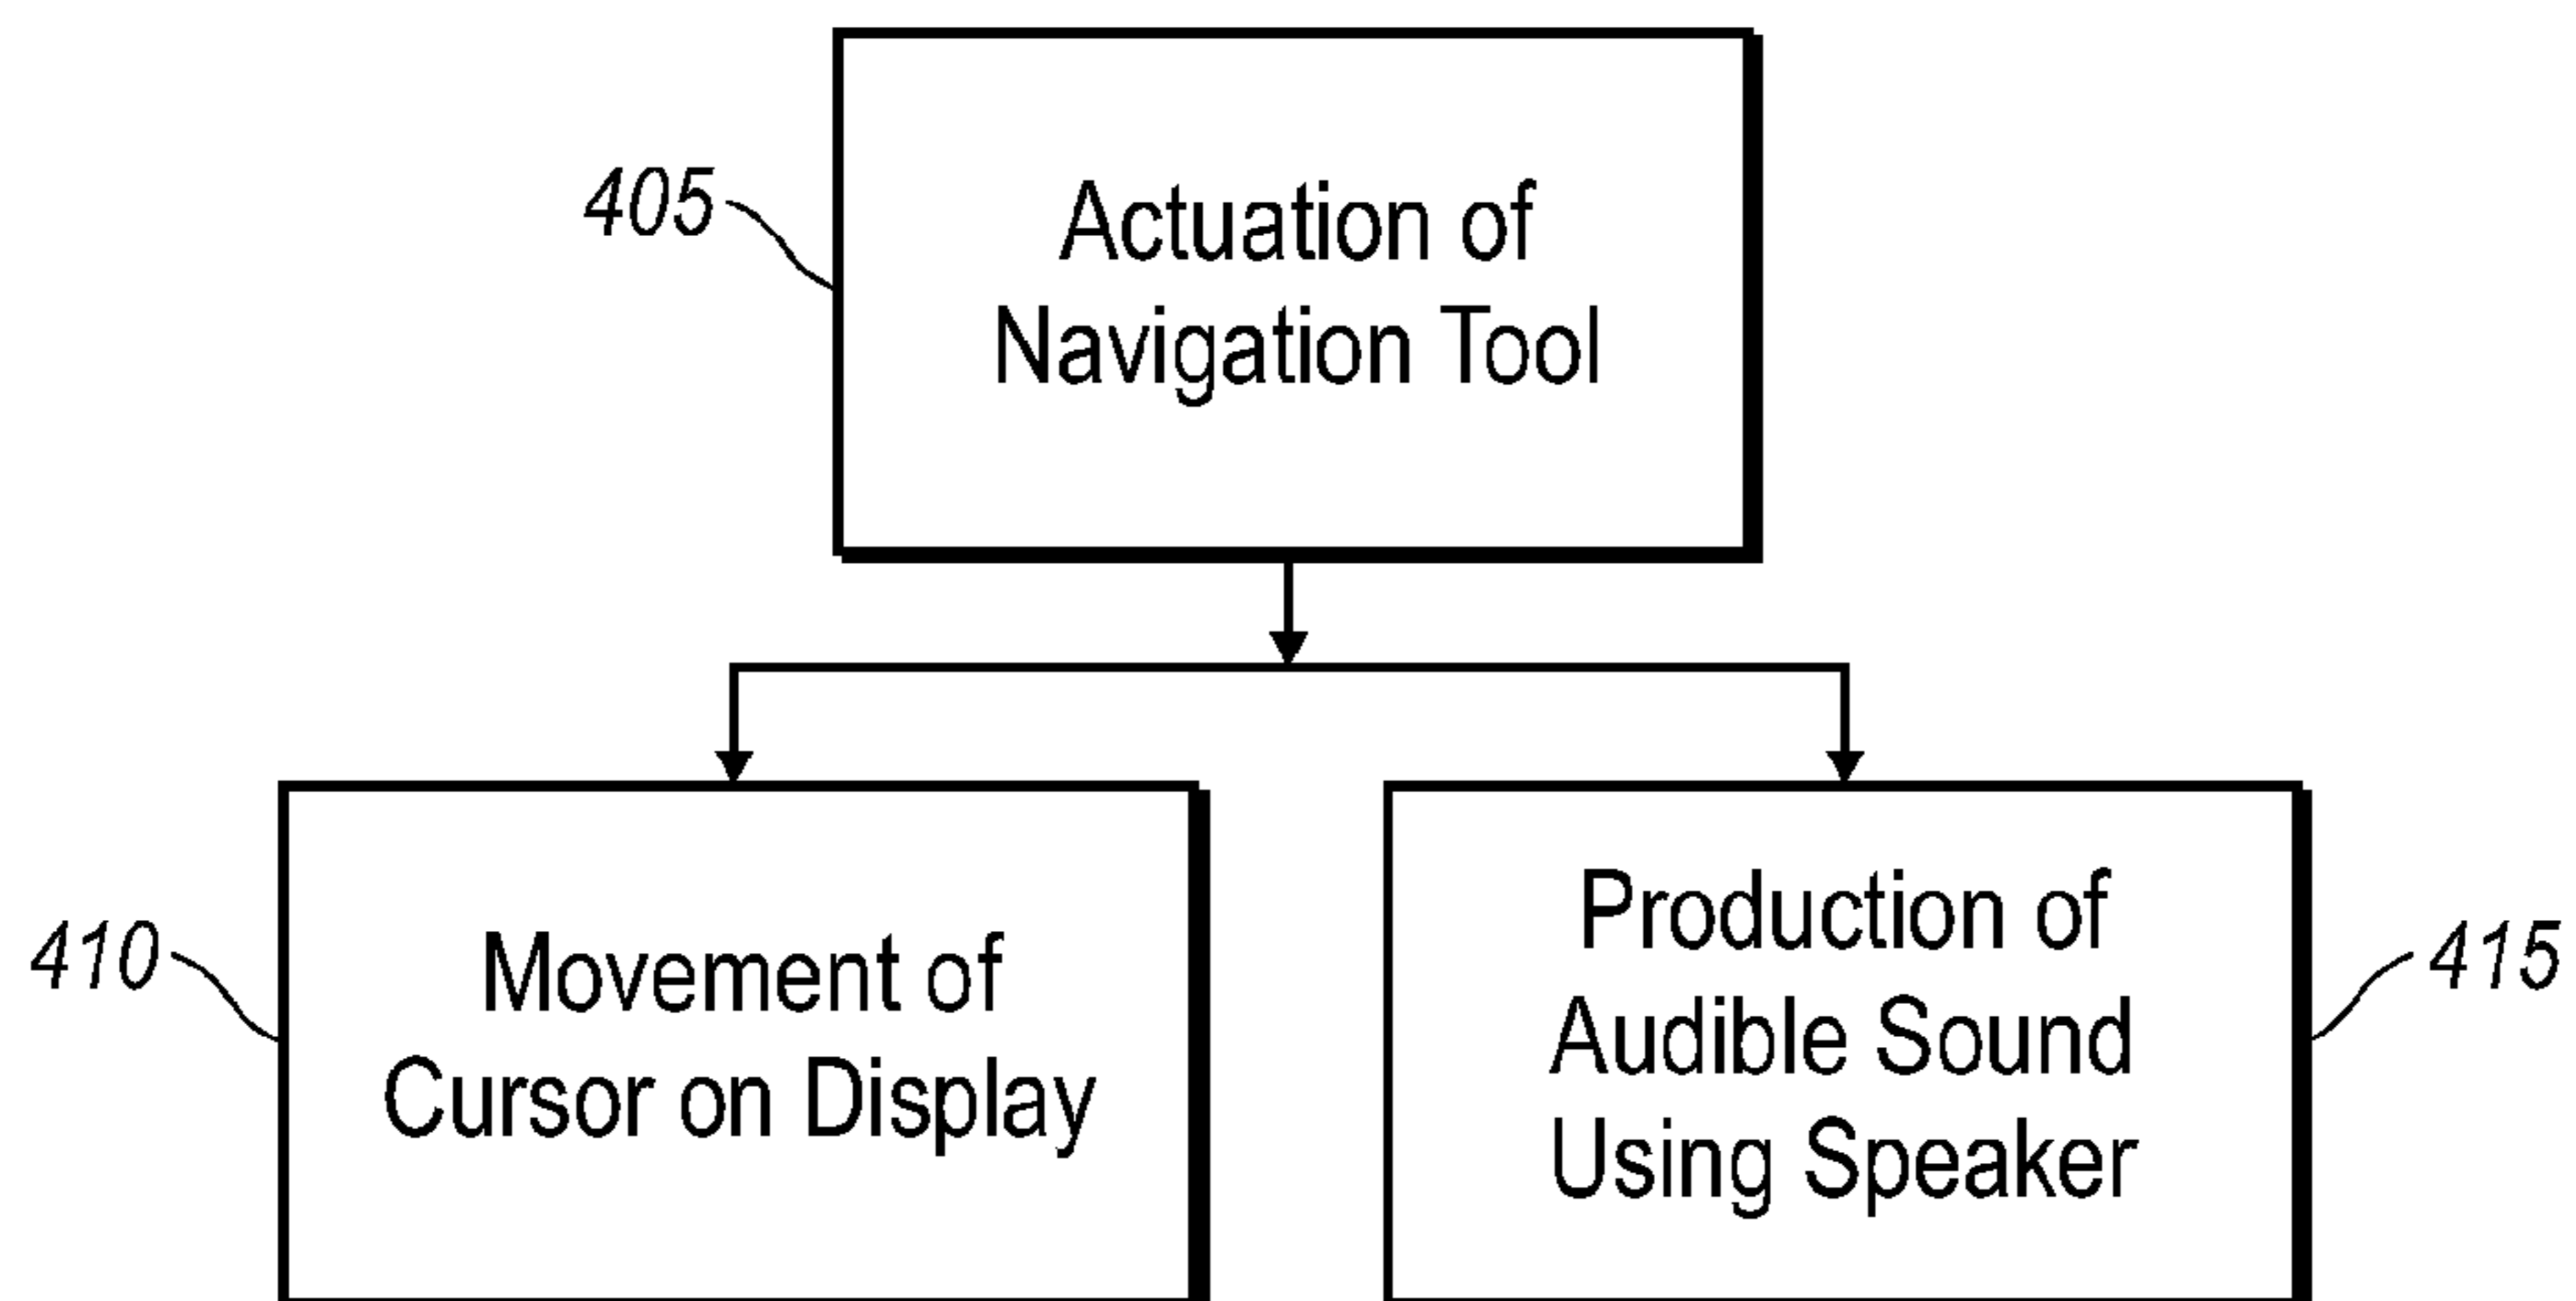 405
Actuation of
Navigation Tool
410
Movement of
Cursor on Display
Production of
Audible Sound
Using Speaker
415